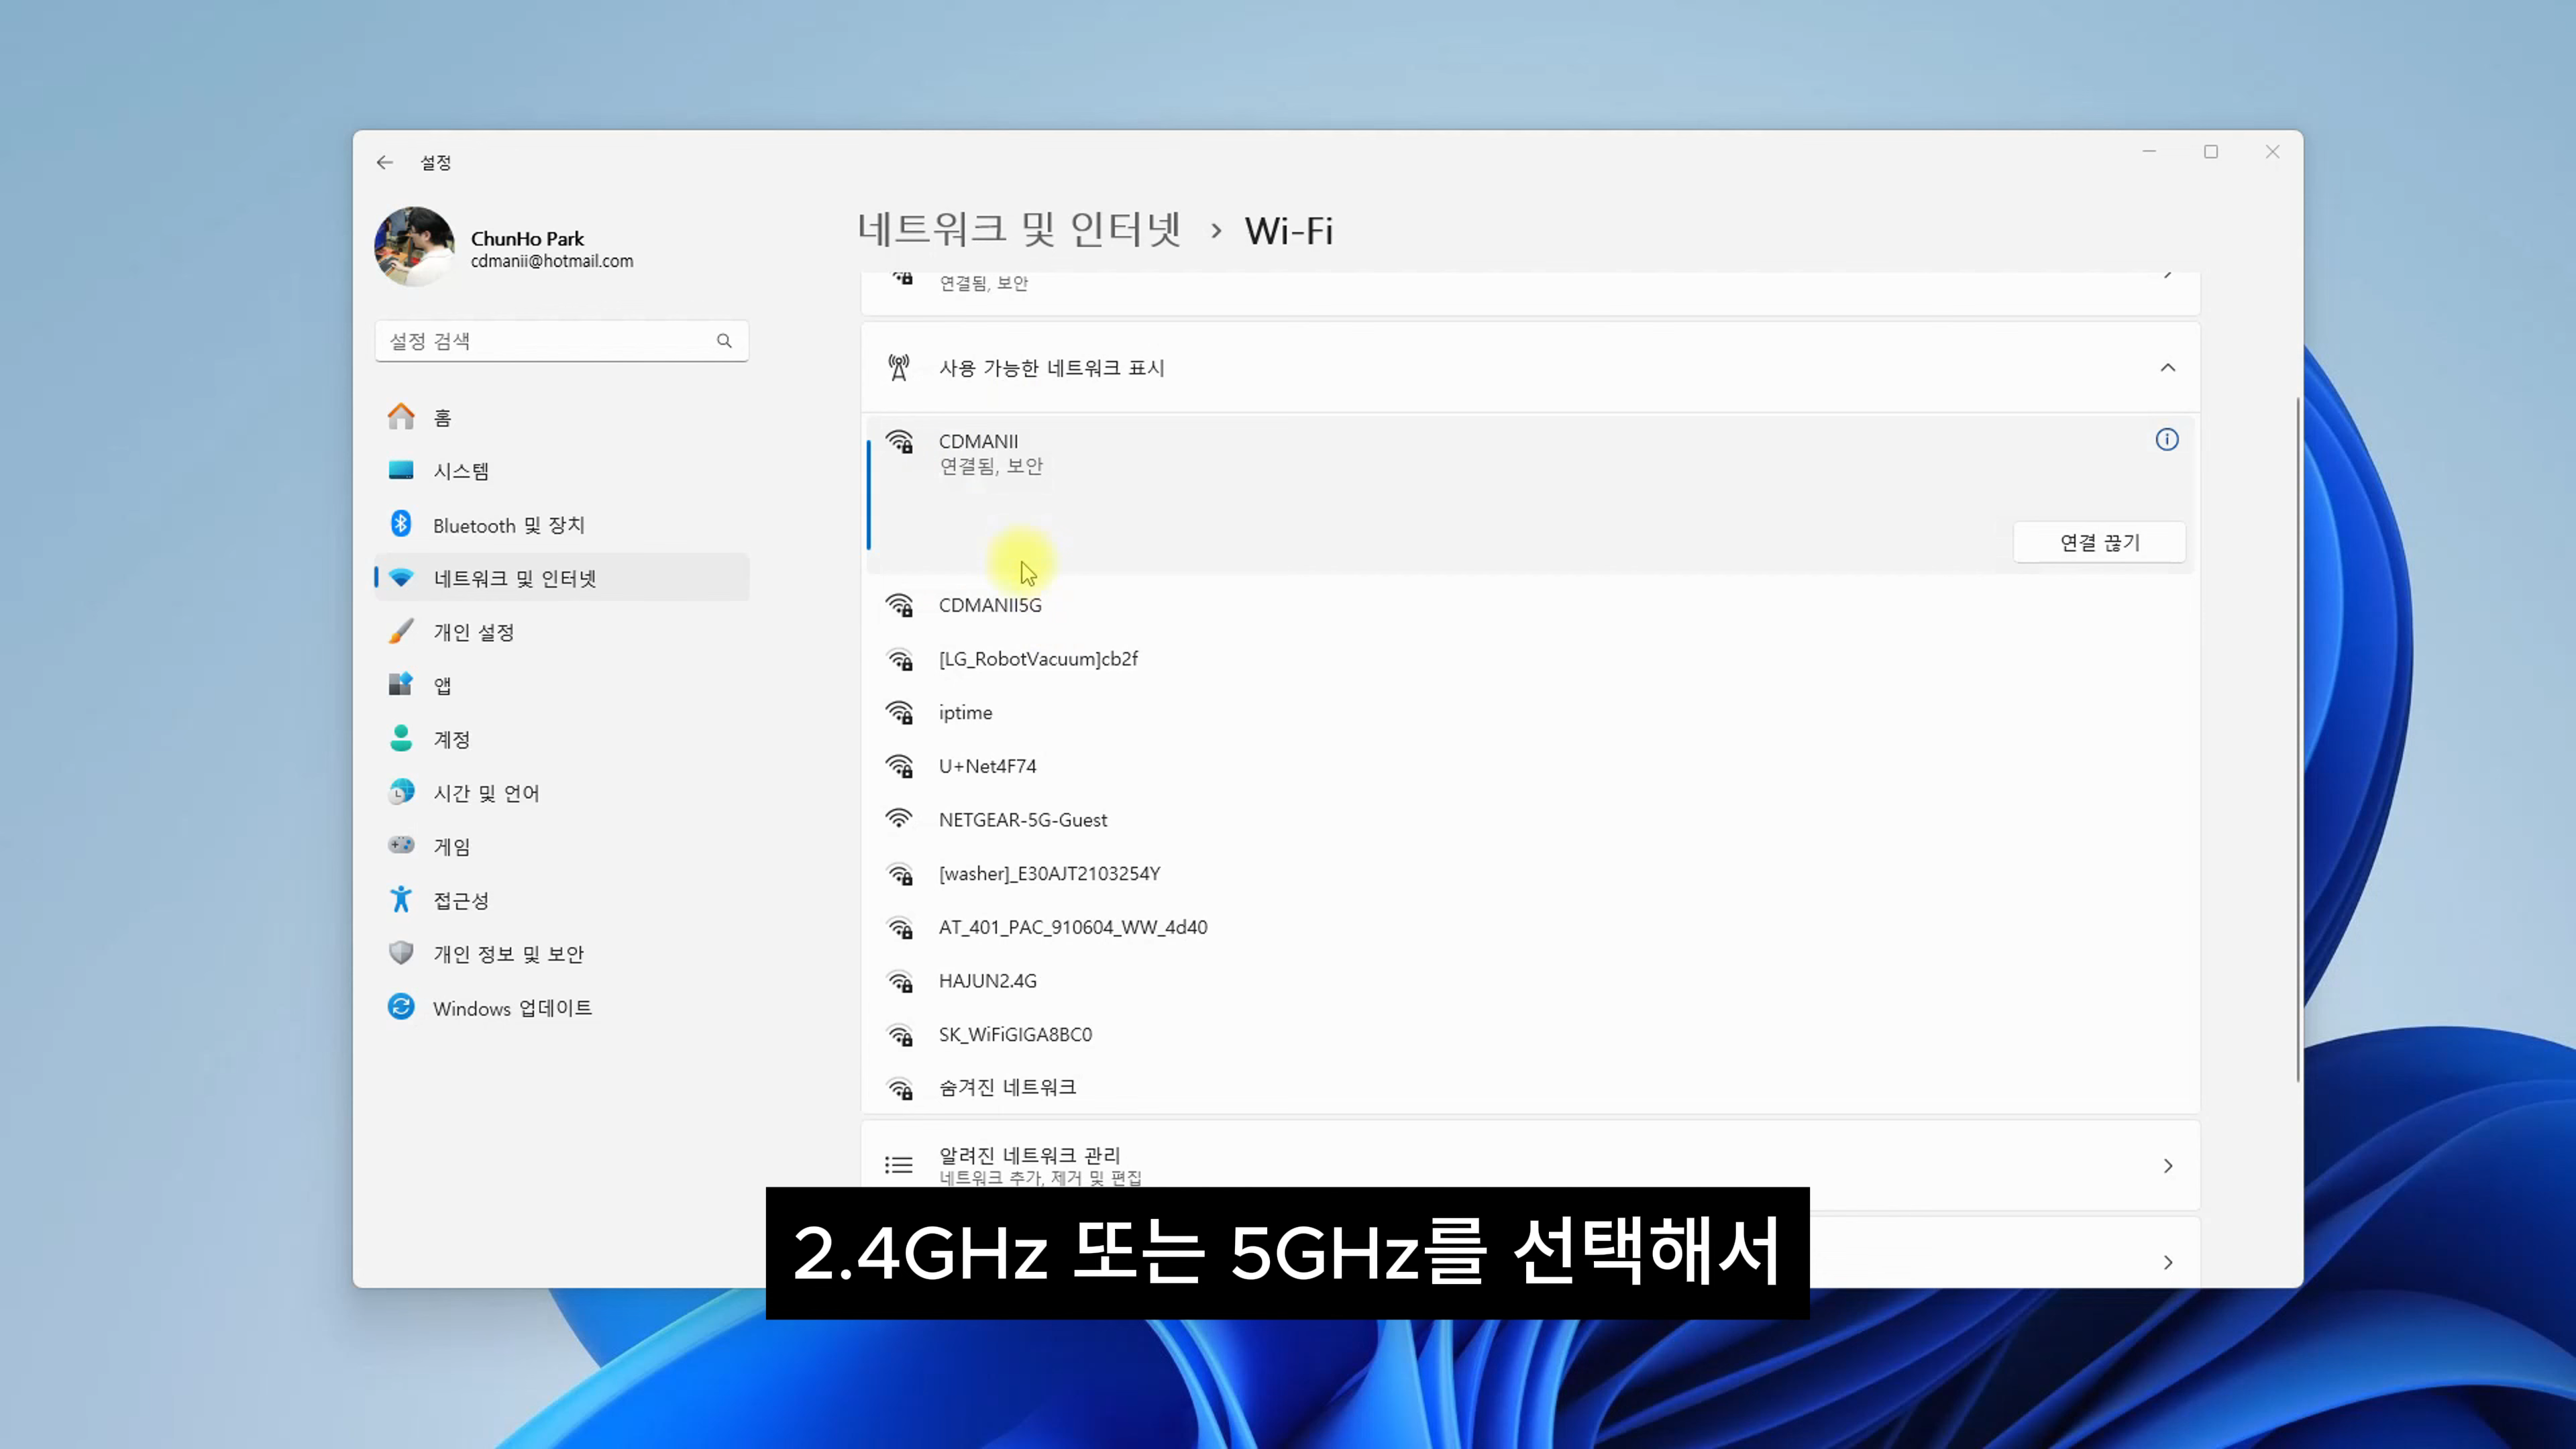 설정
ChunHo Park
cdmanii@hotmail.com
설정 검색
홈
시스템
Bluetooth 및 장치
네트워크 및 인터넷
개인 설정
앱
계정
시간 및 언어
게임
접근성
개인 정보 및 보안
Windows 업데이트
네트워크 및 인터넷 › Wi-Fi
연결됨, 보안
사용 가능한 네트워크 표시
CDMANII
연결됨, 보안
연결 끊기
CDMANII5G
[LG_RobotVacuum]cb2f
iptime
U+Net4F74
NETGEAR-5G-Guest
[washer]_E30AJT2103254Y
AT_401_PAC_910604_WW_4d40
HAJUN2.4G
SK_WiFiGIGA8BC0
숨겨진 네트워크
알려진 네트워크 관리
네트워크 추가, 제거 및 편집
2.4GHz 또는 5GHz를 선택해서